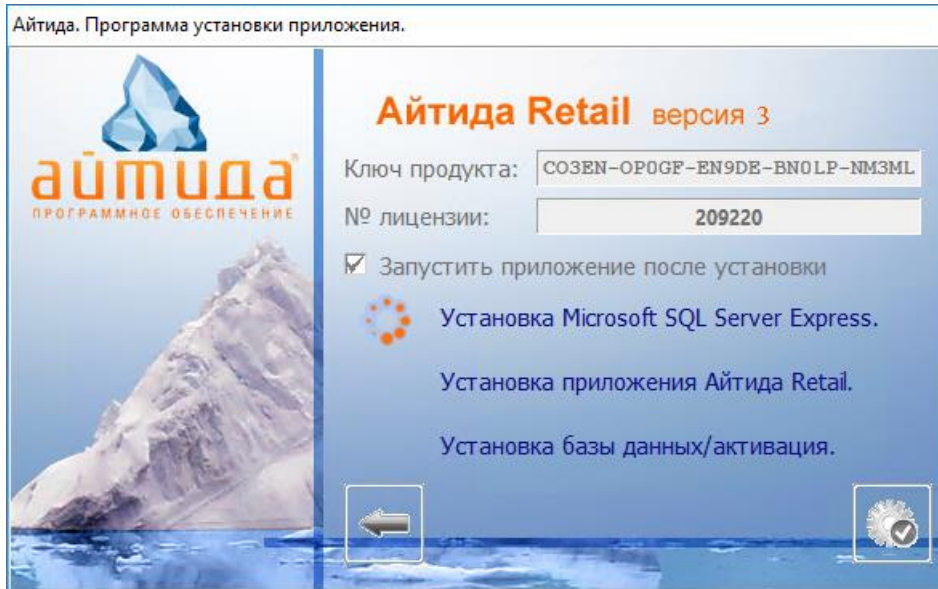 Айтида. Программа установки приложения.
айтида®
ПРОГРАММНОЕ ОБЕСПЕЧЕНИЕ
Айтида Retail версия 3
Ключ продукта: CO3EN-OP0GF-EN9DE-BN0LP-NM3ML
№ лицензии: 209220
Запустить приложение после установки
Установка Microsoft SQL Server Express.
Установка приложения Айтида Retail.
Установка базы данных/активация.